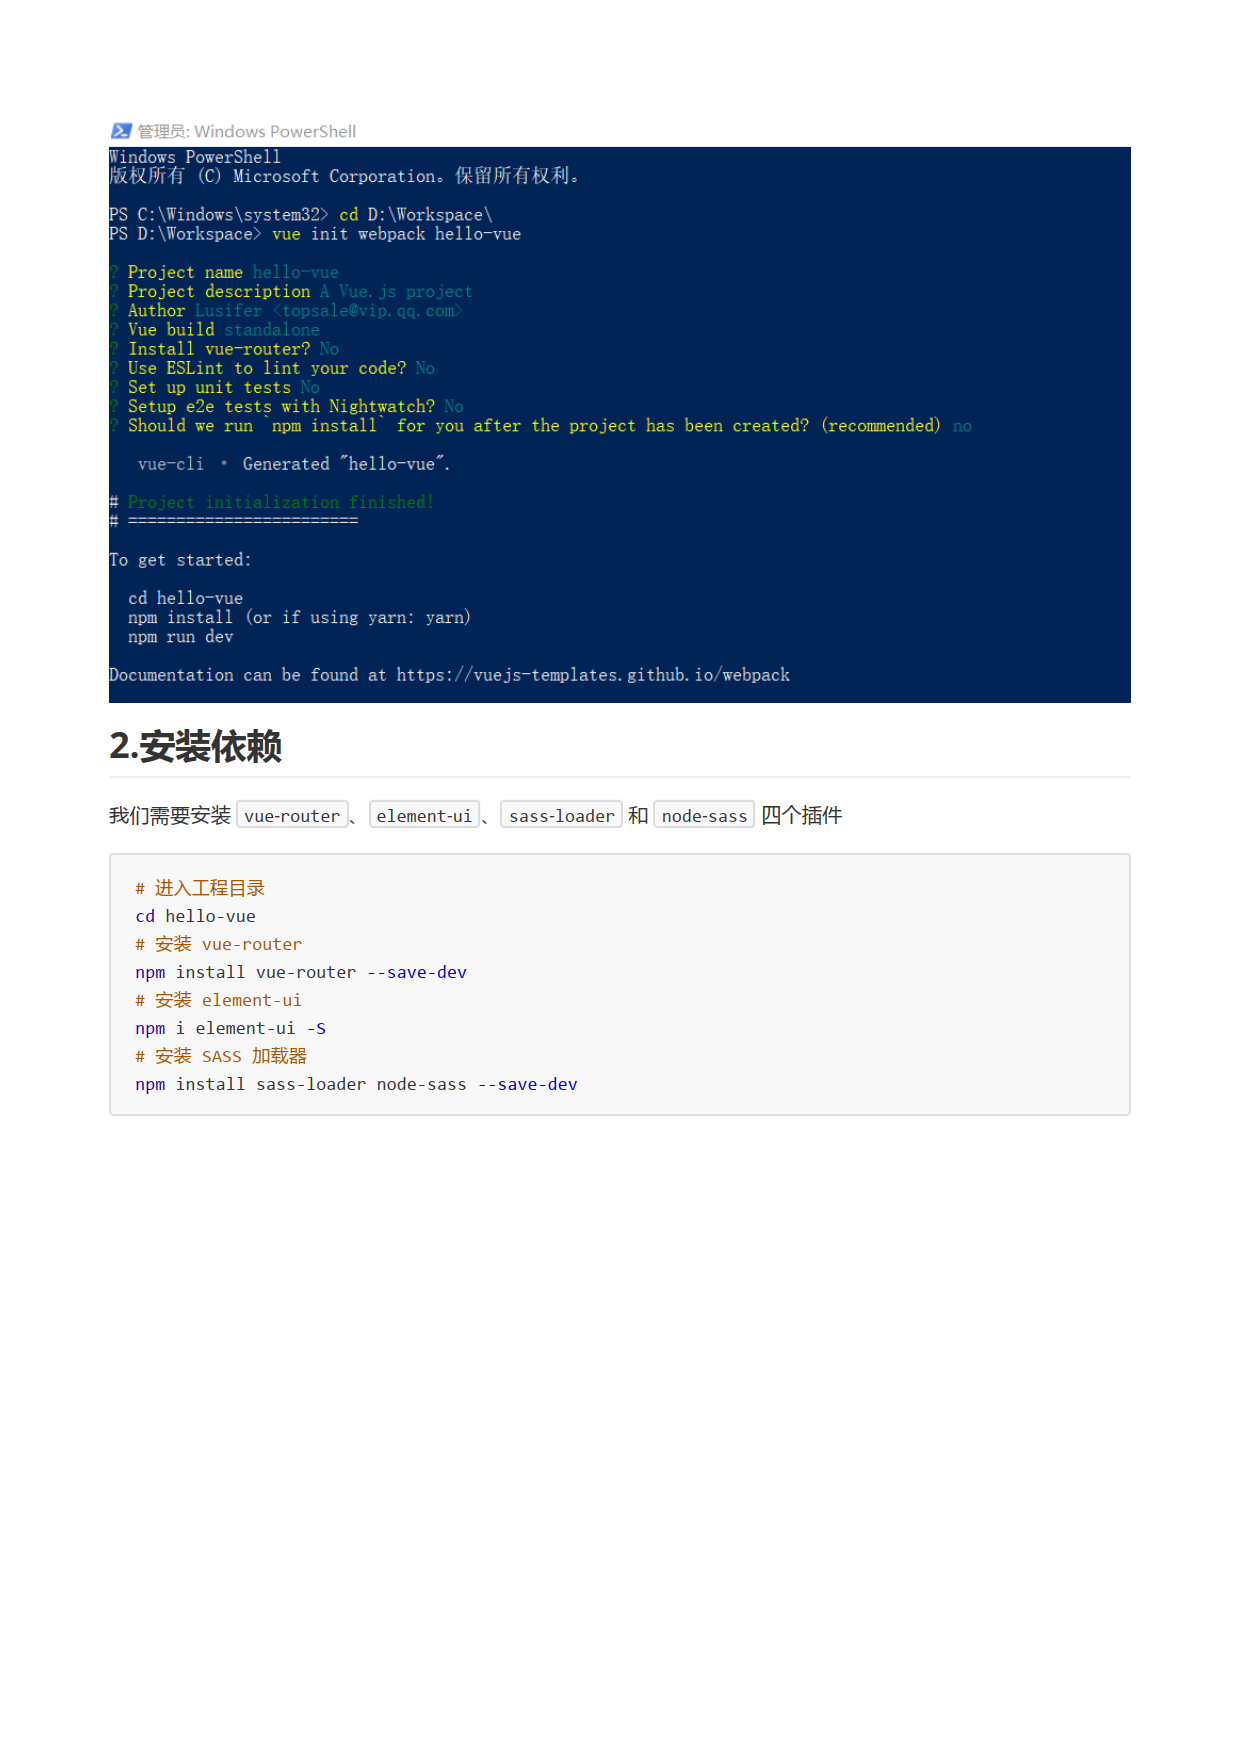 管理员: Windows PowerShell
Windows PowerShell
版权所有 (C) Microsoft Corporation。保留所有权利。
PS C:\Windows\system32> cd D:\Workspace\
PS D:\Workspace> vue init webpack hello-vue
? Project name hello-vue
? Project description A Vue.js project
? Author Lusifer <topsale@vip.qq.com>
? Vue build standalone
? Install vue-router? No
? Use ESLint to lint your code? No
? Set up unit tests No
? Setup e2e tests with Nightwatch? No
? Should we run `npm install` for you after the project has been created? (recommended) no
vue-cli · Generated "hello-vue".
# Project initialization finished!
# ========================
To get started:
cd hello-vue
npm install (or if using yarn: yarn)
npm run dev
Documentation can be found at https://vuejs-templates.github.io/webpack
2.安装依赖
我们需要安装 vue-router、 element-ui、 sass-loader 和 node-sass 四个插件
# 进入工程目录
cd hello-vue
# 安装 vue-router
npm install vue-router --save-dev
# 安装 element-ui
npm i element-ui -S
# 安装 SASS 加载器
npm install sass-loader node-sass --save-dev